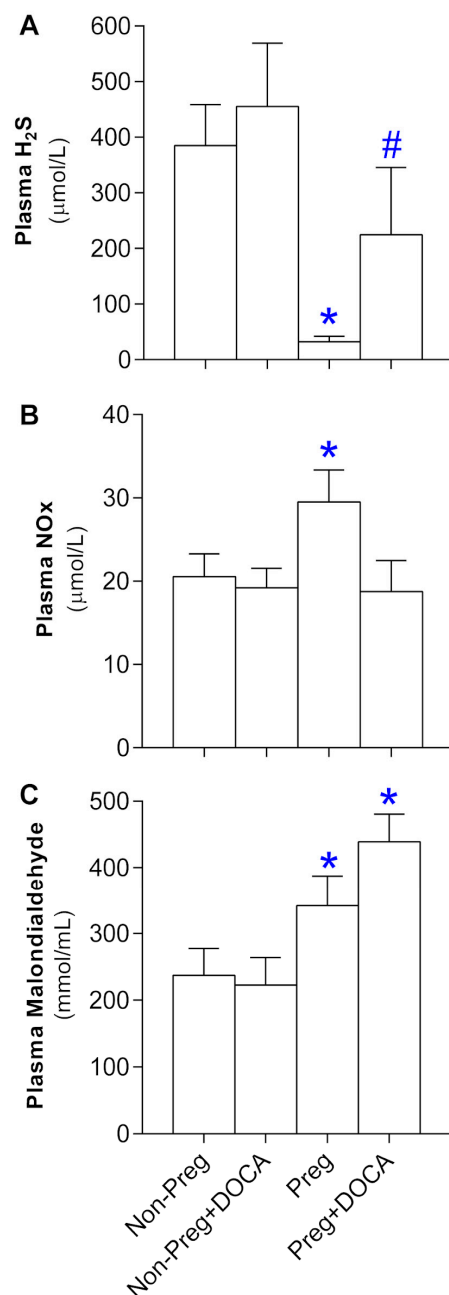 A
Plasma H₂S
(μmol/L)
600
500
400
300
200
100
0
*
#
B
Plasma NOx
(μmol/L)
40
30
20
10
0
*
C
Plasma Malondialdehyde
(mmol/mL)
500
400
300
200
100
0
*
*
Non-Preg
Non-Preg+DOCA
Preg
Preg+DOCA